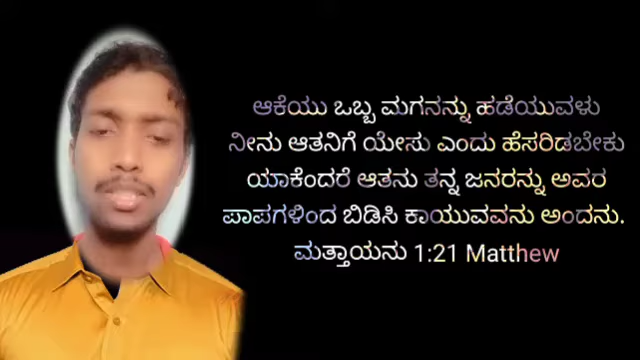 ಆಕೆಯು ಒಬ್ಬ ಮಗನನ್ನು ಹಡೆಯುವಳು
ನೀನು ಆತನಿಗೆ ಯೇಸು ಎಂದು ಹೆಸರಿಡಬೇಕು
ಯಾಕೆಂದರೆ ಆತನು ತನ್ನ ಜನರನ್ನು ಅವರ
ಪಾಪಗಳಿಂದ ಬಿಡಿಸಿ ಕಾಯುವವನು ಅಂದನು.
ಮತ್ತಾಯನು 1:21 Matthew